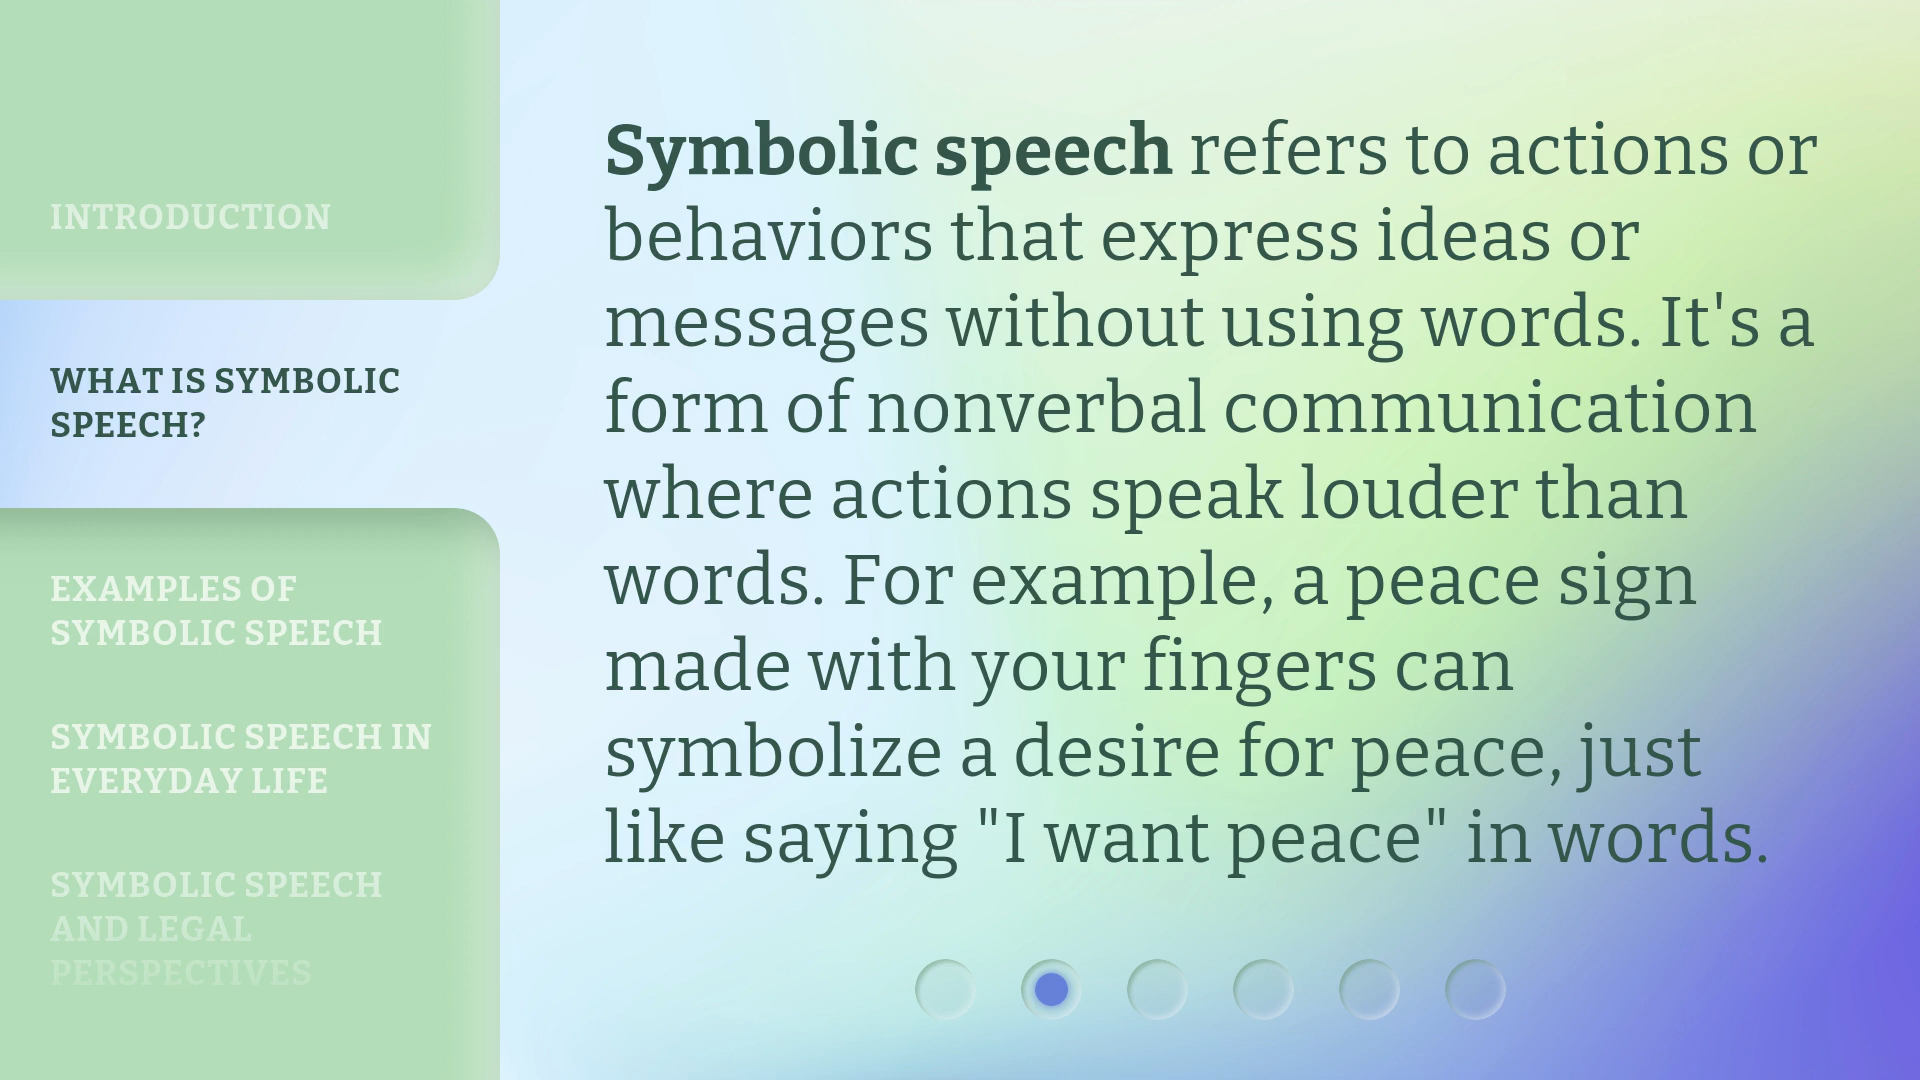 INTRODUCTION
WHAT IS SYMBOLIC
SPEECH?
EXAMPLES OF
SYMBOLIC SPEECH
SYMBOLIC SPEECH IN
EVERYDAY LIFE
SYMBOLIC SPEECH
AND LEGAL
PERSPECTIVES
Symbolic speech refers to actions or
behaviors that express ideas or
messages without using words. It's a
form of nonverbal communication
where actions speak louder than
words. For example, a peace sign
made with your fingers can
symbolize a desire for peace, just
like saying "I want peace" in words.